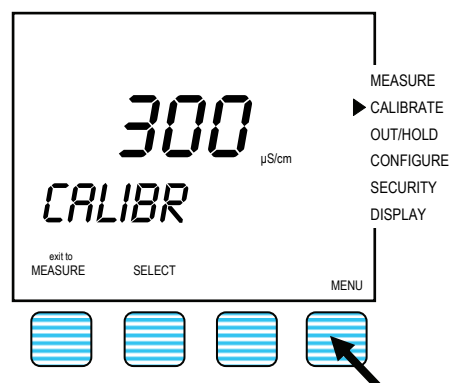 300 µS/cm
CALIBR
exit to
MEASURE SELECT
MENU
MEASURE
CALIBRATE
OUT/HOLD
CONFIGURE
SECURITY
DISPLAY